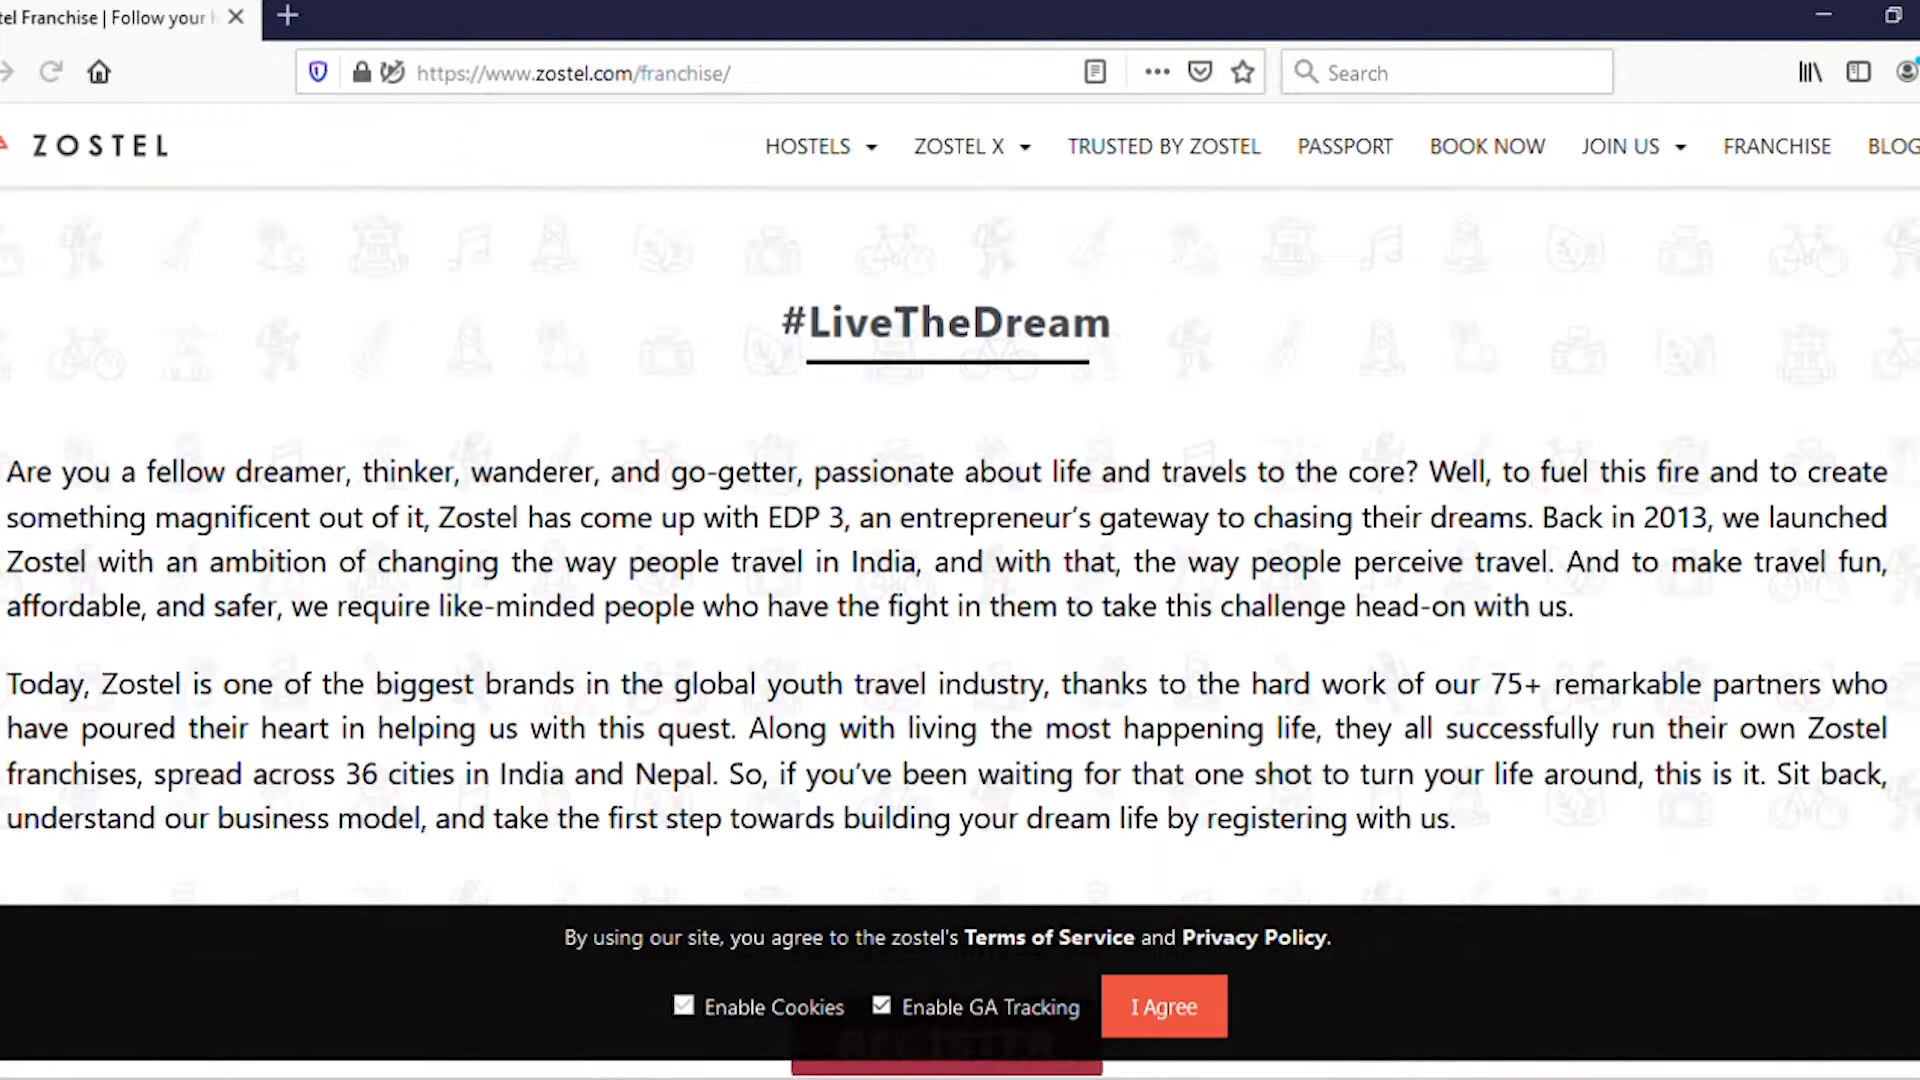 tel Franchise | Follow your
https://www.zostel.com/franchise/
Search
ZOSTEL
HOSTELS
ZOSTEL X
TRUSTED BY ZOSTEL
PASSPORT
BOOK NOW
JOIN US
FRANCHISE
BLOG
#LiveTheDream
Are you a fellow dreamer, thinker, wanderer, and go-getter, passionate about life and travels to the core? Well, to fuel this fire and to create
something magnificent out of it, Zostel has come up with EDP 3, an entrepreneur’s gateway to chasing their dreams. Back in 2013, we launched
Zostel with an ambition of changing the way people travel in India, and with that, the way people perceive travel. And to make travel fun,
affordable, and safer, we require like-minded people who have the fight in them to take this challenge head-on with us.
Today, Zostel is one of the biggest brands in the global youth travel industry, thanks to the hard work of our 75+ remarkable partners who
have poured their heart in helping us with this quest. Along with living the most happening life, they all successfully run their own Zostel
franchises, spread across 36 cities in India and Nepal. So, if you’ve been waiting for that one shot to turn your life around, this is it. Sit back,
understand our business model, and take the first step towards building your dream life by registering with us.
By using our site, you agree to the zostel's Terms of Service and Privacy Policy.
Enable Cookies
Enable GA Tracking
I Agree